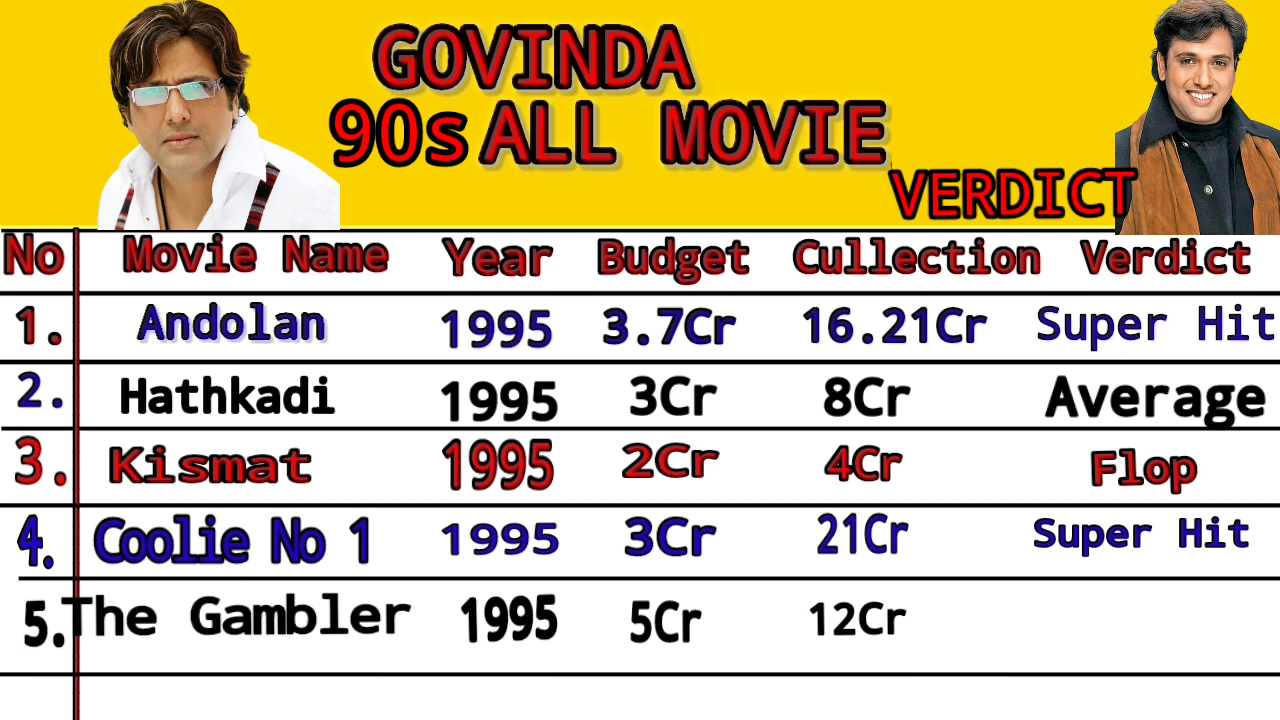 GOVINDA
90s ALL MOVIE
VERDICT
No Movie Name Year Budget Cullection Verdict
1. Andolan 1995 3.7Cr 16.21Cr Super Hit
2. Hathkadi 1995 3Cr 8Cr Average
3. Kismat 1995 2Cr 4Cr Flop
4. Coolie No 1 1995 3Cr 21Cr Super Hit
5. The Gambler 1995 5Cr 12Cr